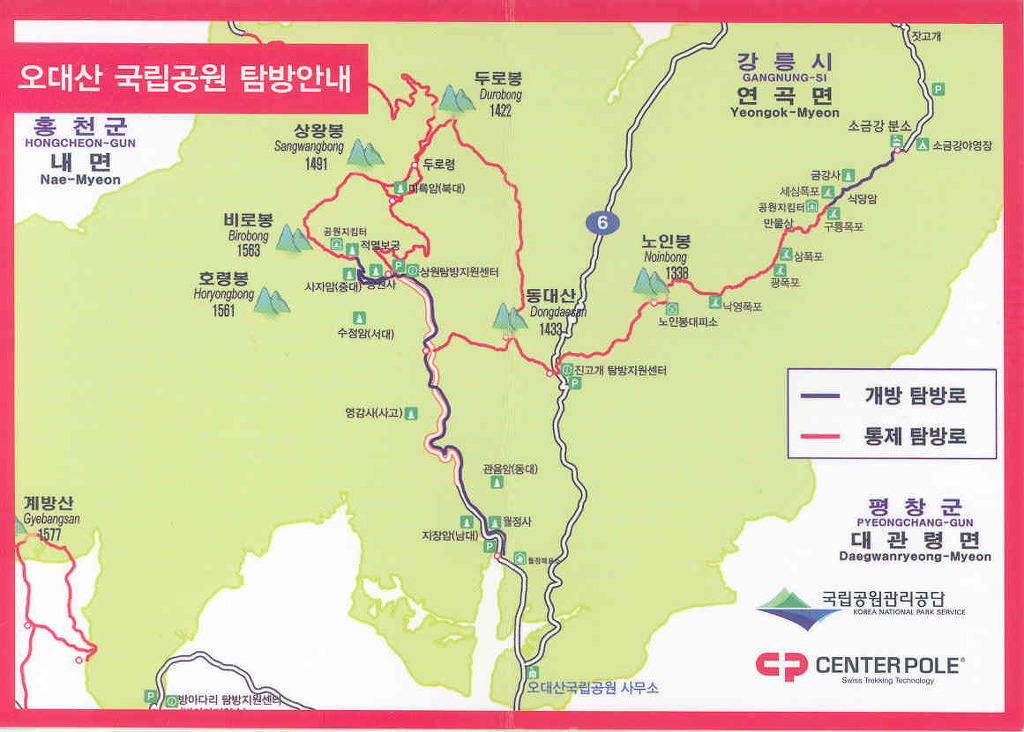 오대산 국립공원 탐방안내
홍천군
HONGCHEON-GUN
내 면
Nae-Myeon
두로봉
Durobong
1422
상왕봉
Sangwangbong
1491
두로령
미륵암(북대)
비로봉
Birobong
1563
공원지킴터
적멸보궁
상원탐방지원센터
사자암(중대)
상원사
호령봉
Horyongbong
1561
수정암(서대)
동대산
Dongdaesan
1433
강릉시
GANGNUNG-SI
연곡면
Yeongok-Myeon
잣고개
P
소금강 분소
소금강야영장
금강사
세심폭포
식당암
공원지킴터
만물상
구룡폭포
삼폭포
광폭포
낙영폭포
6
노인봉
Noinbong
1338
노인봉대피소
진고개 탐방지원센터
P
영감사(사고)
관음암(동대)
월정사
지장암(남대)
P
개방 탐방로
통제 탐방로
계방산
Gyebangsan
1577
평창군
PYEONGCHANG-GUN
대관령면
Daegwanryeong-Myeon
국립공원관리공단
KOREA NATIONAL PARK SERVICE
CENTERPOLE®
Swiss Trekking Technology
오대산국립공원 사무소
P
방아다리 탐방지원센터